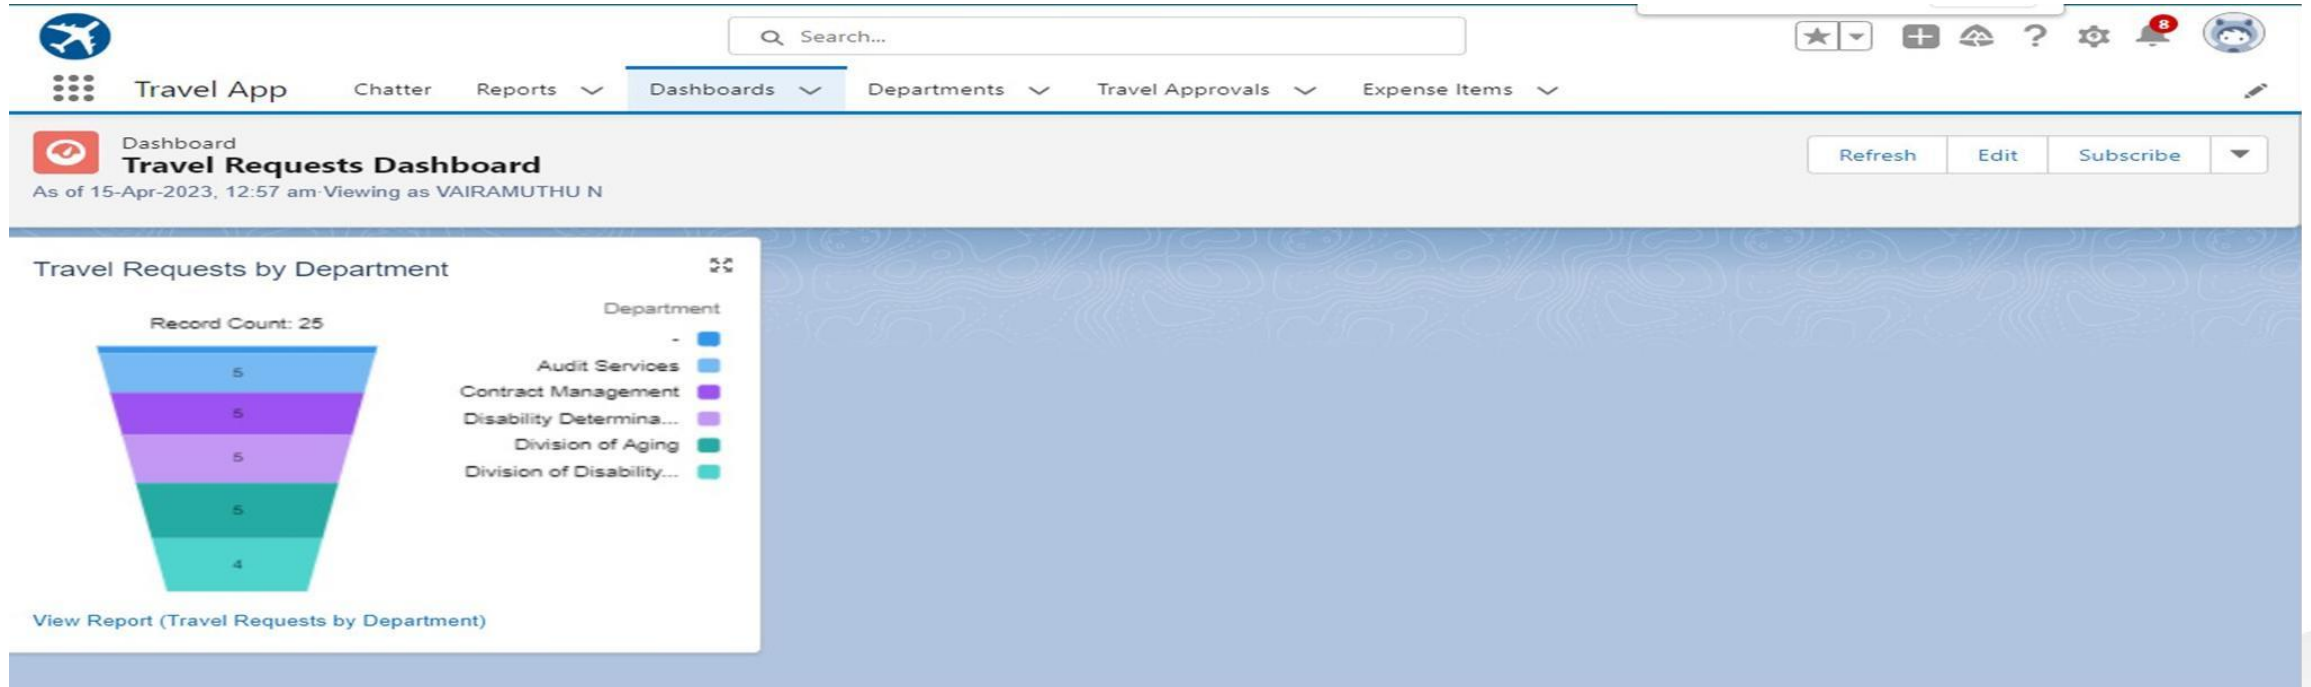 Search...
8
Travel App Chatter Reports Dashboards Departments Travel Approvals Expense Items
Dashboard
Travel Requests Dashboard
As of 15-Apr-2023, 12:57 am·Viewing as VAIRAMUTHU N
Refresh Edit Subscribe
Travel Requests by Department
Department
Record Count: 25
-
Audit Services
Contract Management
Disability Determina...
Division of Aging
Division of Disability...
5
5
5
5
4
View Report (Travel Requests by Department)